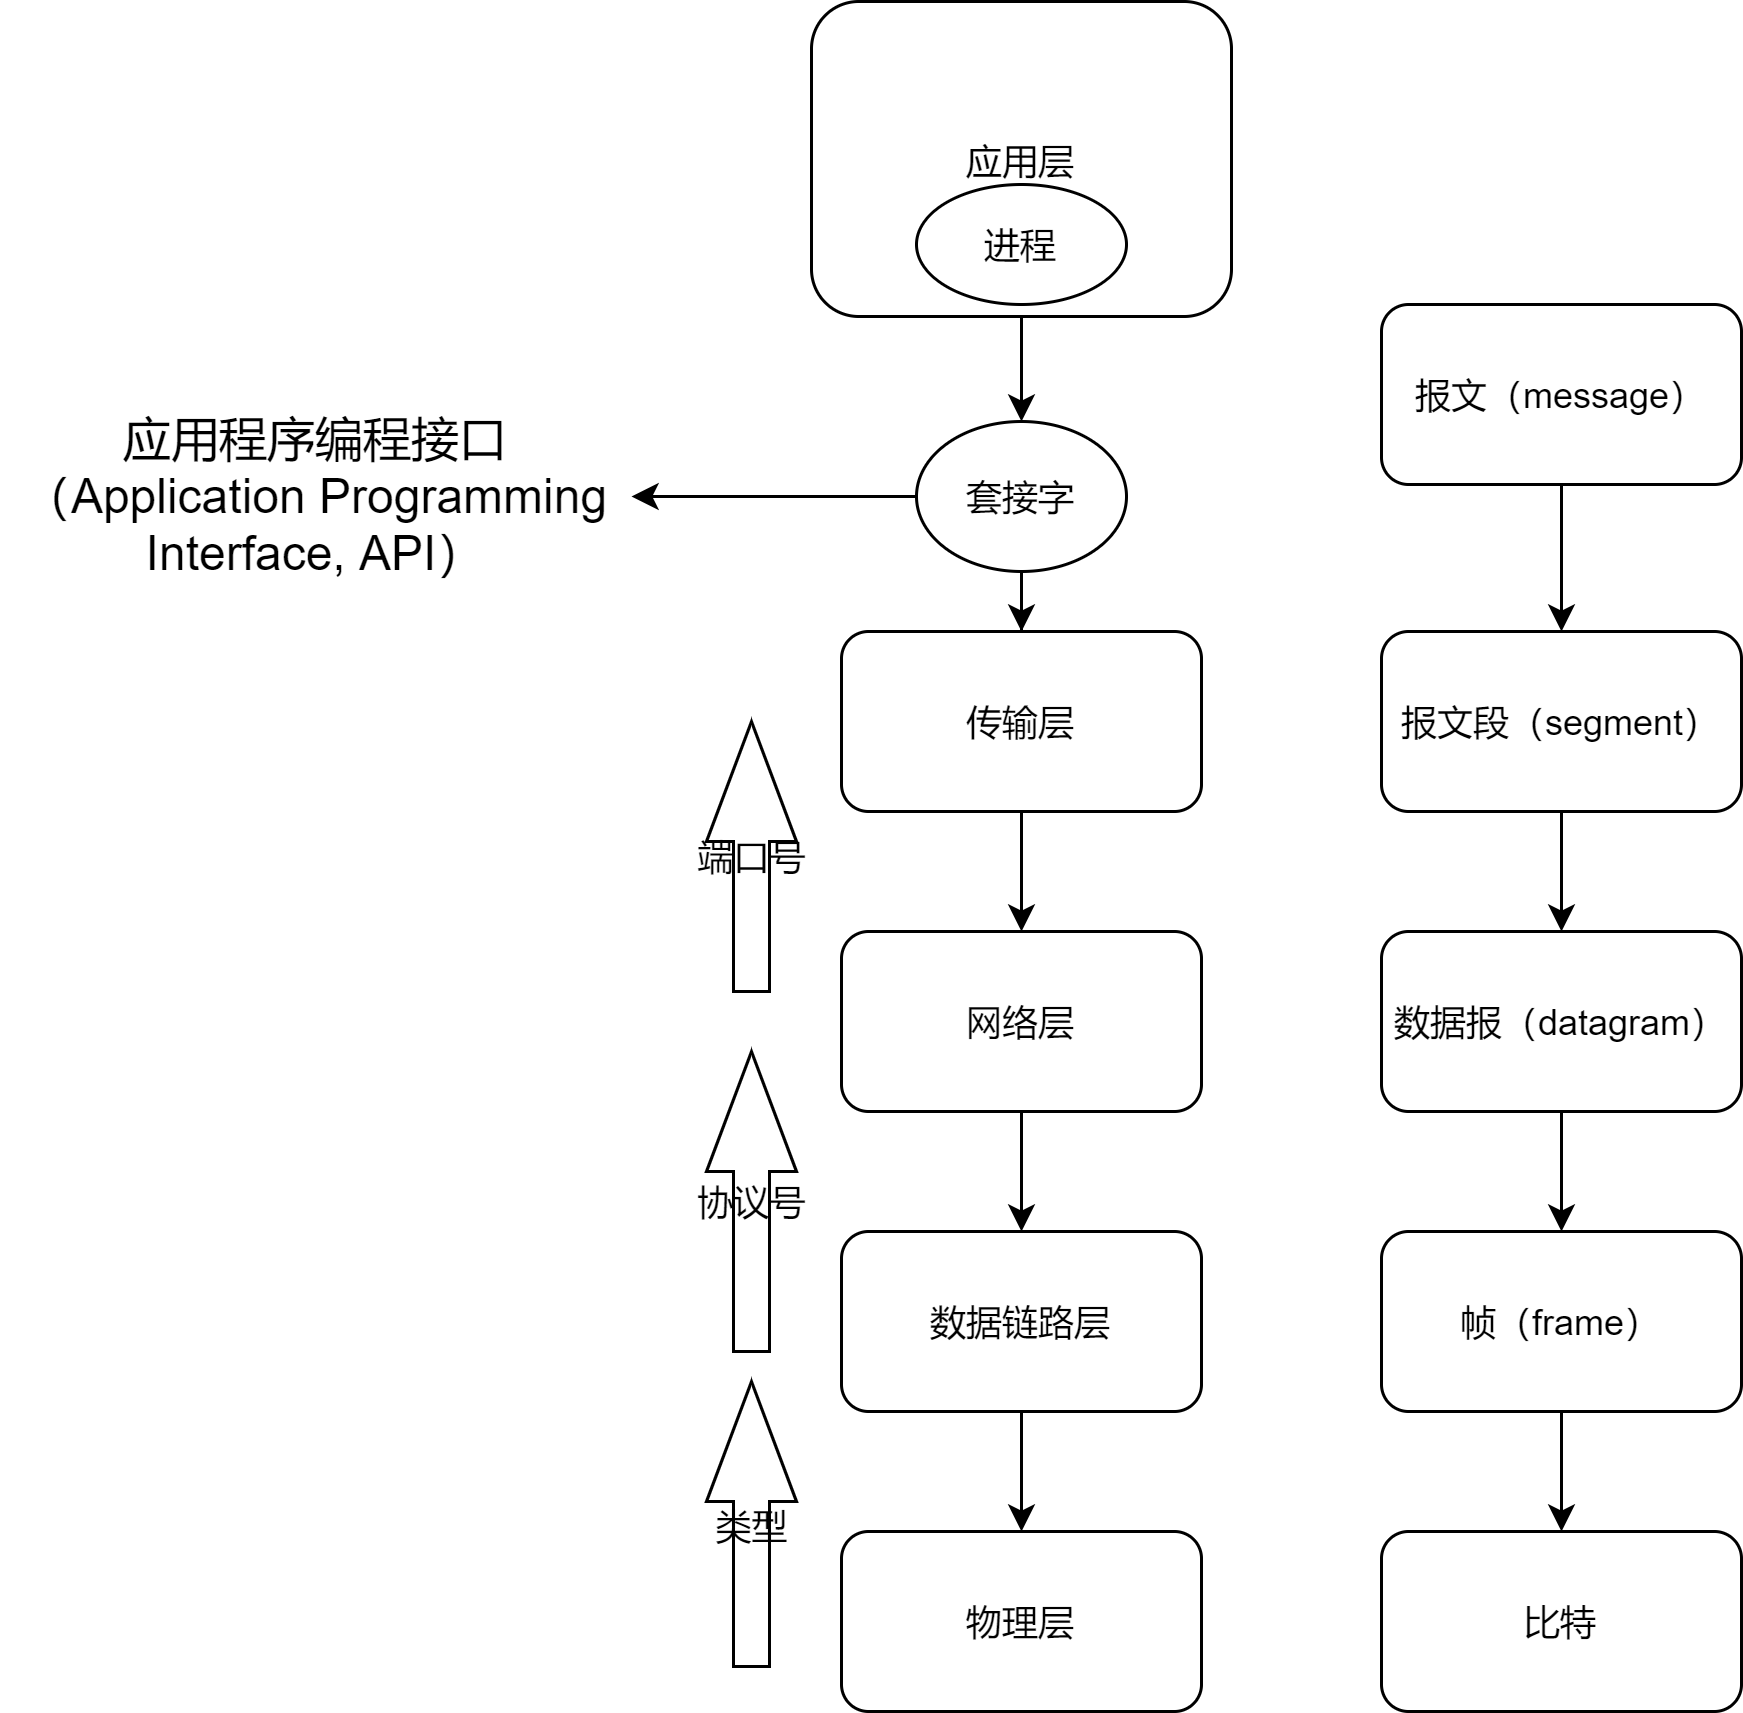 应用层
进程
报文（message）
应用程序编程接口
（Application Programming
Interface, API）
套接字
传输层
报文段（segment）
端口号
网络层
数据报（datagram）
协议号
数据链路层
帧（frame）
类型
物理层
比特